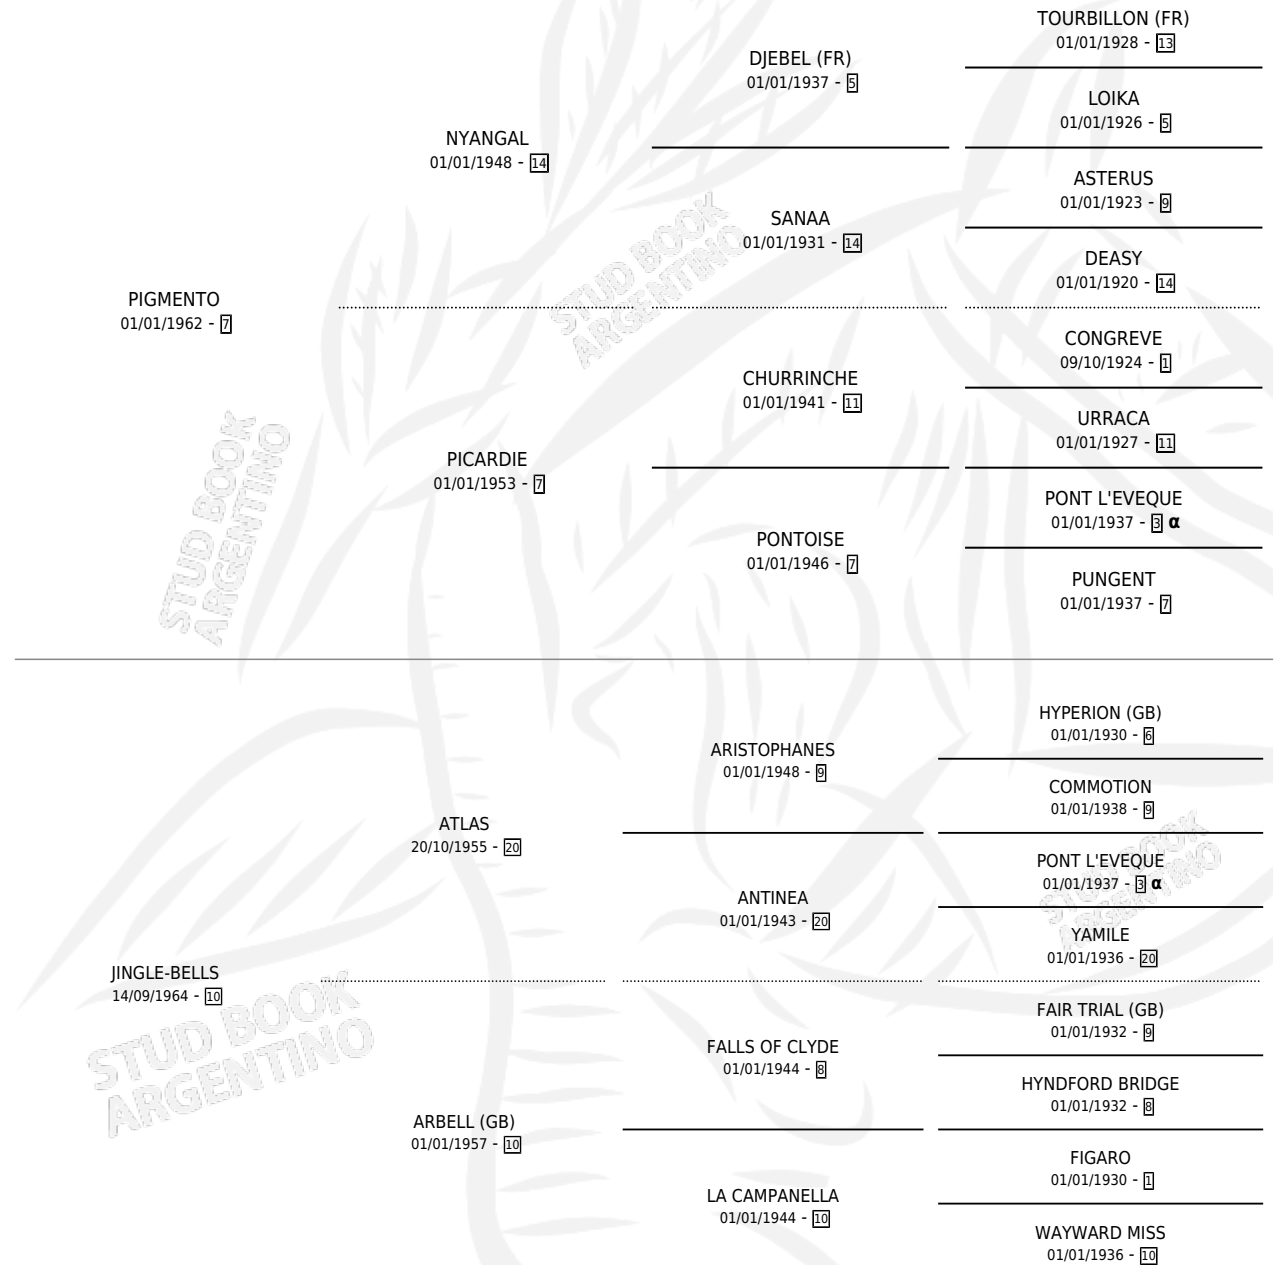 TOURBILLON (FR)
01/01/1928 - 13
DJEBEL (FR)
01/01/1937 - 5
LOIKA
01/01/1926 - 5
NYANGAL
01/01/1948 - 14
ASTERUS
01/01/1923 - 9
SANAA
01/01/1931 - 14
DEASY
01/01/1920 - 14
PIGMENTO
01/01/1962 - 7
CONGREVE
09/10/1924 - 1
CHURRINCHE
01/01/1941 - 11
URRACA
01/01/1927 - 11
PICARDIE
01/01/1953 - 7
PONT L'EVEQUE
01/01/1937 - 3 α
PONTOISE
01/01/1946 - 7
PUNGENT
01/01/1937 - 7
HYPERION (GB)
01/01/1930 - 6
ARISTOPHANES
01/01/1948 - 9
COMMOTION
01/01/1938 - 9
ATLAS
20/10/1955 - 20
PONT L'EVEQUE
01/01/1937 - 3 α
ANTINEA
01/01/1943 - 20
YAMILE
01/01/1936 - 20
JINGLE-BELLS
14/09/1964 - 10
FAIR TRIAL (GB)
01/01/1932 - 9
FALLS OF CLYDE
01/01/1944 - 8
HYNDFORD BRIDGE
01/01/1932 - 8
ARBELL (GB)
01/01/1957 - 10
FIGARO
01/01/1930 - 1
LA CAMPANELLA
01/01/1944 - 10
WAYWARD MISS
01/01/1936 - 10
STUD BOOK
ARGENTINO
STUD BOOK
ARGENTINO
STUD BOOK
ARGENTINO
STUD BOOK
ARGENTINO